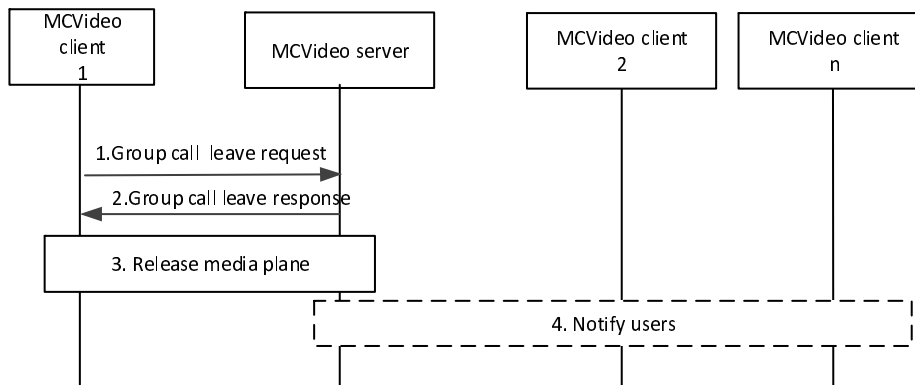 MCVideo
client
1
MCVideo server
MCVideo client
2
MCVideo client
n
1.Group call leave request
2.Group call leave response
3. Release media plane
4. Notify users